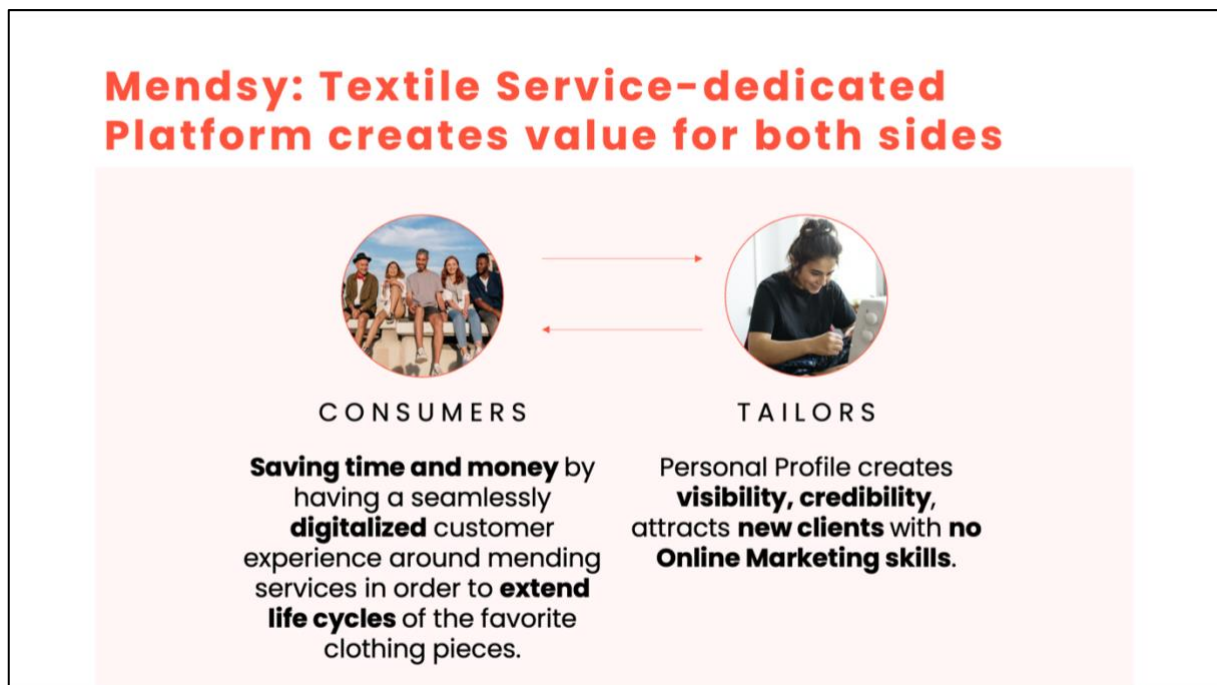 Mendsy: Textile Service-dedicated
Platform creates value for both sides
CONSUMERS
Saving time and money by
having a seamlessly
digitalized customer
experience around mending
services in order to extend
life cycles of the favorite
clothing pieces.
TAILORS
Personal Profile creates
visibility, credibility,
attracts new clients with no
Online Marketing skills.